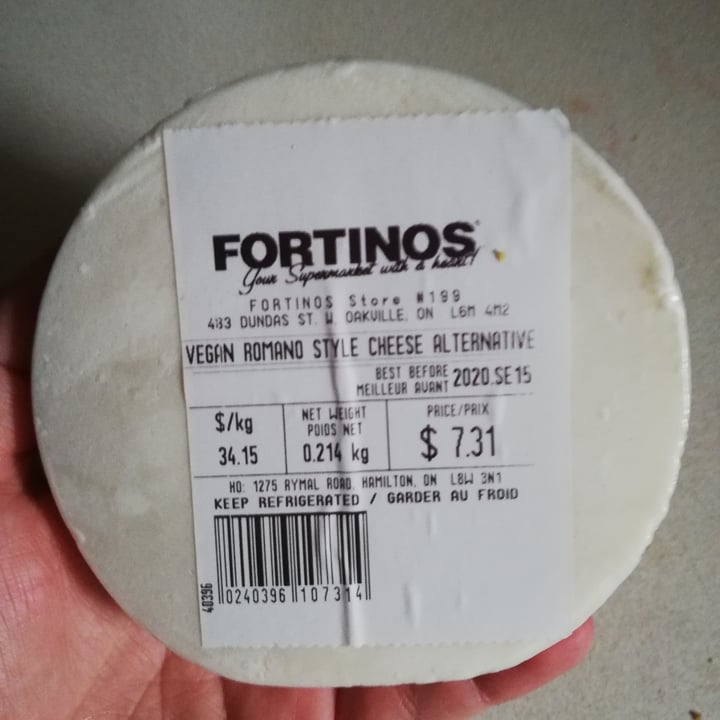 FORTINOS
Your Supermarket with a heart!
FORTINOS Store #199
483 DUNDAS ST. W OAKVILLE, ON L6M 4M2
VEGAN ROMANO STYLE CHEESE ALTERNATIVE
BEST BEFORE
MEILLEUR AVANT 2020.SE15
$/kg NET WEIGHT PRICE/PRIX
POIDS NET
34.15 0.214 kg $ 7.31
HO: 1275 RYMAL ROAD, HAMILTON, ON L8W 3N1
KEEP REFRIGERATED / GARDER AU FROID
40396
0240396 107314